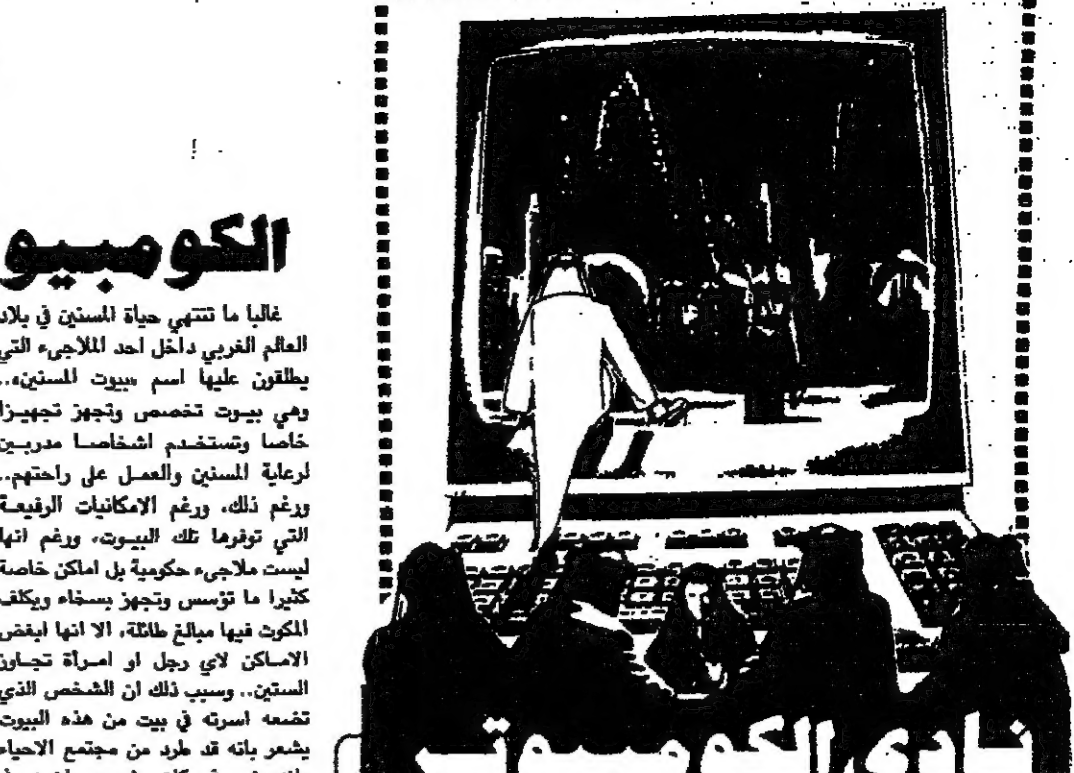 الكومبيو
غالبا ما تنتهي حياة المسنين في بلاد
العالم الغربي داخل احد الملاجىء التي
يطلقون عليها اسم «بيوت المسنين»..
وهي بيوت تخصص وتجهز تجهيزا
خاصا وتستخدم اشخاصا مدربين
لرعاية المسنين والعمل على راحتهم..
ورغم ذلك، ورغم الامكانيات الرفيعة
التي توفرها تلك البيوت، ورغم انها
ليست ملاجىء حكومية بل اماكن خاصة
كثيرا ما تؤسس وتجهز بسخاء ويكلف
المكوث فيها مبالغ طائلة، الا انها ابغض
الاماكن لاي رجل او امرأة تجاوز
الستين.. وسبب ذلك ان الشخص الذي
تضعه اسرته في بيت من هذه البيوت
يشعر بانه قد طرد من مجتمع الاحياء
نادي الكومبيوتر